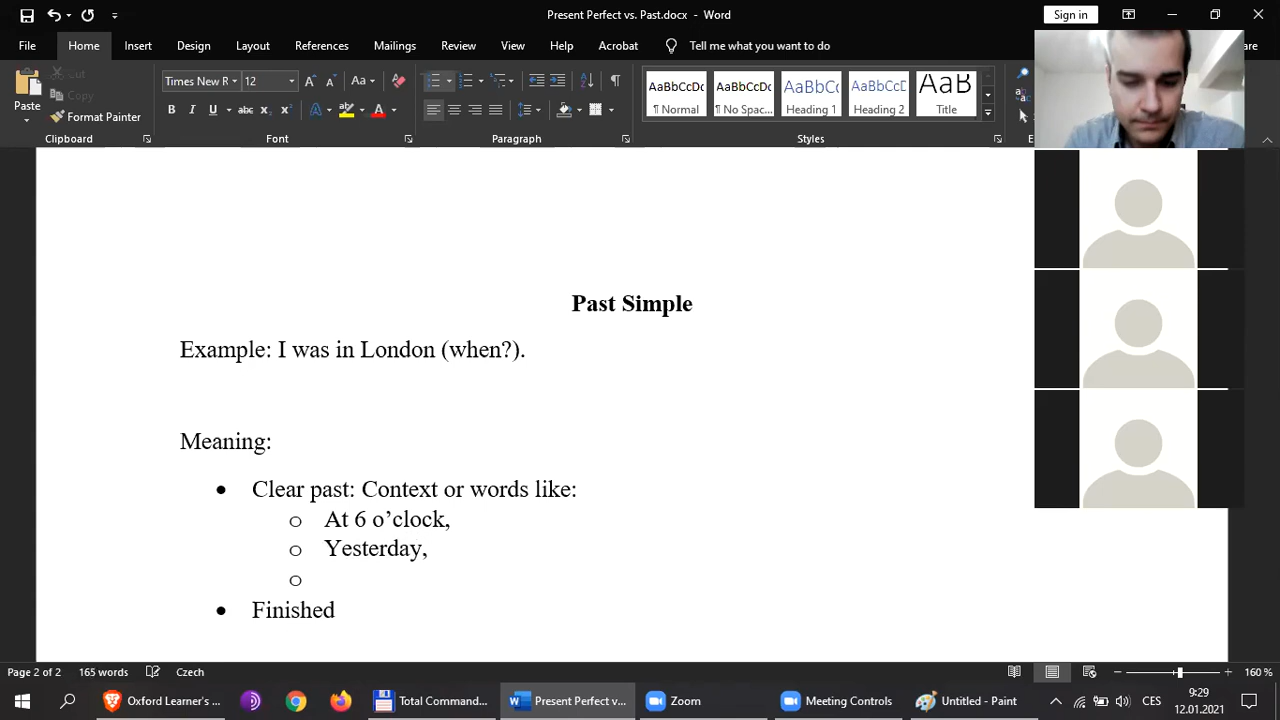 Present Perfect vs. Past.docx - Word
Sign in
File Home Insert Design Layout References Mailings Review View Help Acrobat Tell me what you want to do
Paste
Cut
Copy
Format Painter
Clipboard
Times New R
12
Font
Paragraph
AaBbCcDc
¶ Normal
AaBbCcDc
¶ No Spac...
AaBbCc
Heading 1
AaBbCcD
Heading 2
AaB
Title
Styles
Past Simple
Example: I was in London (when?).
Meaning:
• Clear past: Context or words like:
o At 6 o’clock,
o Yesterday,
o
• Finished
Page 2 of 2 165 words Czech 160 %
Oxford Learner's ... Total Comman... Present Perfect v... Zoom Meeting Controls Untitled - Paint CES 9:29
12.01.2021